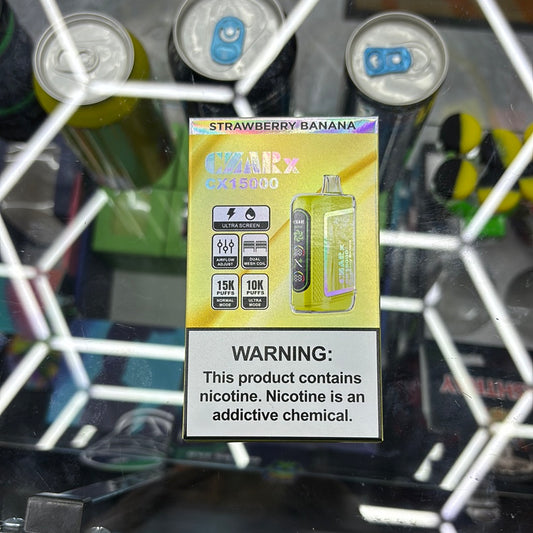 STRAWBERRY BANANA
CZARx
CX15000
ULTRA SCREEN
AIRFLOW ADJUST
DUAL MESH COIL
15K PUFFS
NORMAL MODE
10K PUFFS
ULTRA MODE
WARNING:
This product contains
nicotine. Nicotine is an
addictive chemical.